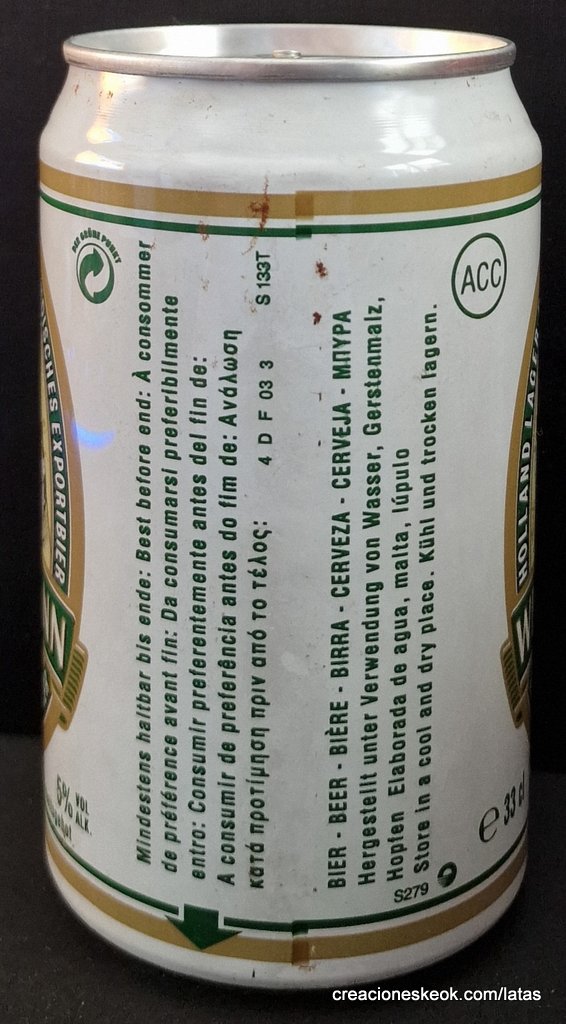 DER GRÜNE PUNKT
ISCHES EXPORTBIER
5% VOL
ALK.
Mindestens haltbar bis ende: Best before end: À consommer
de préférence avant fin: Da consumarsi preferibilmente
entro: Consumir preferentemente antes del fin de:
A consumir de preferência antes do fim de: Ανάλωση
κατά προτίμηση πριν από το τέλος:
4 D F 03 3
S 133T
BIER - BEER - BIÈRE - BIRRA - CERVEZA - CERVEJA - ΜΠΥΡΑ
Hergestellt unter Verwendung von Wasser, Gerstenmalz,
Hopfen Elaborada de agua, malta, lúpulo
Store in a cool and dry place. Kühl und trocken lagern.
S279
ACC
e 33 cl
HOLLAND LAGER
W
creacioneskeok.com/latas